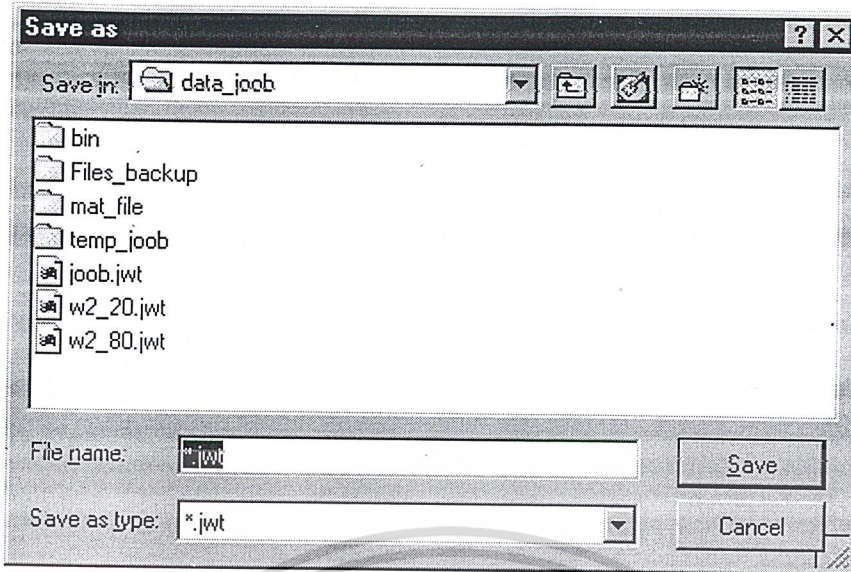 Save as
Save in: data_joob
bin
Files_backup
mat_file
temp_joob
joob.jwt
w2_20.jwt
w2_80.jwt
File name: *.jwt
Save
Save as type: *.jwt
Cancel